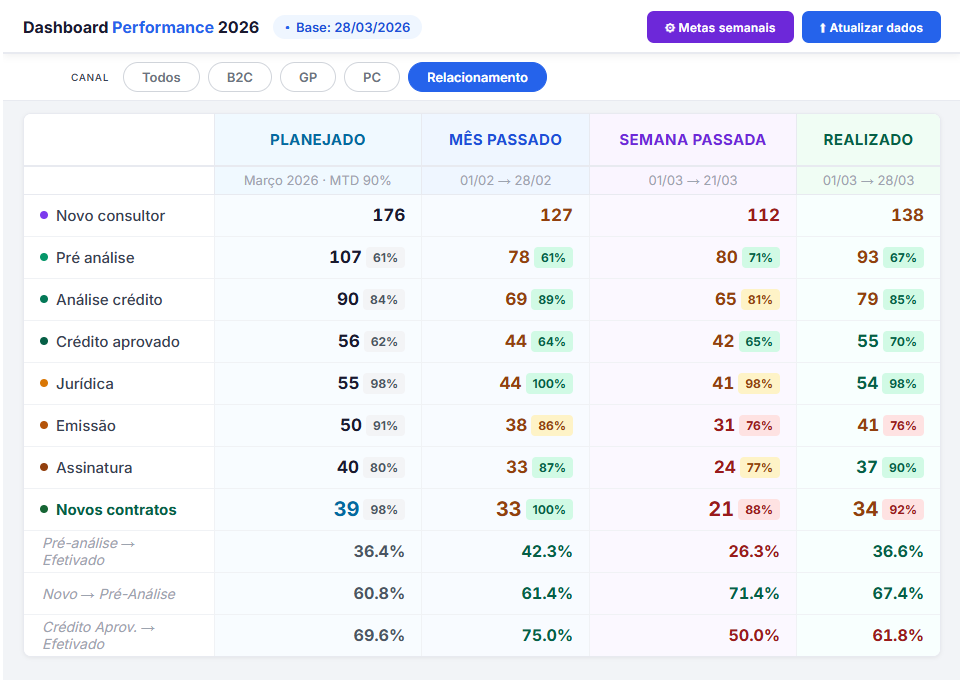 Dashboard Performance 2026
• Base: 28/03/2026
⚙ Metas semanais
⬆ Atualizar dados
CANAL
Todos
B2C
GP
PC
Relacionamento
PLANEJADO MÊS PASSADO SEMANA PASSADA REALIZADO
Março 2026 · MTD 90% 01/02 → 28/02 01/03 → 21/03 01/03 → 28/03
Novo consultor 176 127 112 138
Pré análise 107 61% 78 61% 80 71% 93 67%
Análise crédito 90 84% 69 89% 65 81% 79 85%
Crédito aprovado 56 62% 44 64% 42 65% 55 70%
Jurídica 55 98% 44 100% 41 98% 54 98%
Emissão 50 91% 38 86% 31 76% 41 76%
Assinatura 40 80% 33 87% 24 77% 37 90%
Novos contratos 39 98% 33 100% 21 88% 34 92%
Pré-análise →
Efetivado 36.4% 42.3% 26.3% 36.6%
Novo → Pré-Análise 60.8% 61.4% 71.4% 67.4%
Crédito Aprov. →
Efetivado 69.6% 75.0% 50.0% 61.8%